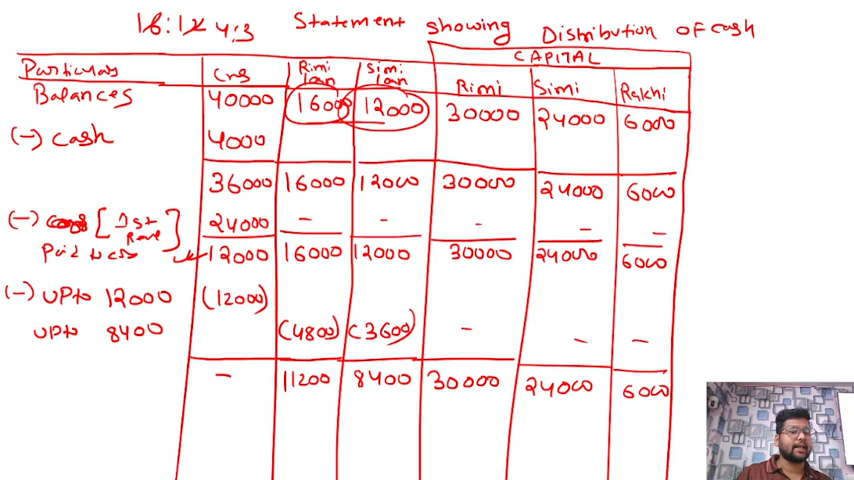 16:12 4:3 Statement showing Distribution of cash
CAPITAL
Particulars Crs Rimi loan Simi loan Rimi Simi Rakhi
Balances 40000 16000 12000 30000 24000 6000
(-) Cash 4000
36000 16000 12000 30000 24000 6000
(-) [1st 24000 - - - - -
Paid to crs 12000 16000 12000 30000 24000 6000
(-) UPto 12000 (12000)
UPto 8400 (4800) (3600) - - -
- 11200 8400 30000 24000 6000